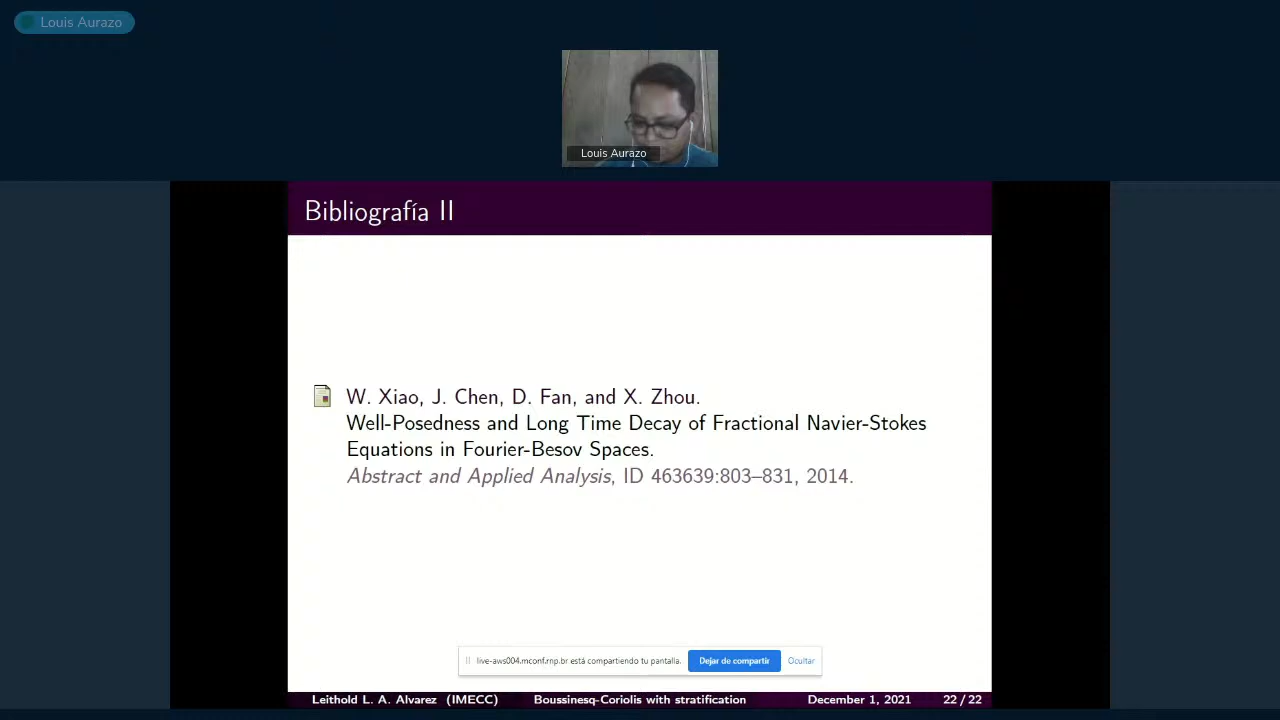 Louis Aurazo
Louis Aurazo
Bibliografía II
W. Xiao, J. Chen, D. Fan, and X. Zhou.
Well-Posedness and Long Time Decay of Fractional Navier-Stokes
Equations in Fourier-Besov Spaces.
Abstract and Applied Analysis, ID 463639:803–831, 2014.
live-aws004.mconf.rnp.br está compartiendo tu pantalla. Dejar de compartir Ocultar
Leithold L. A. Alvarez (IMECC) Boussinesq-Coriolis with stratification December 1, 2021 22 / 22